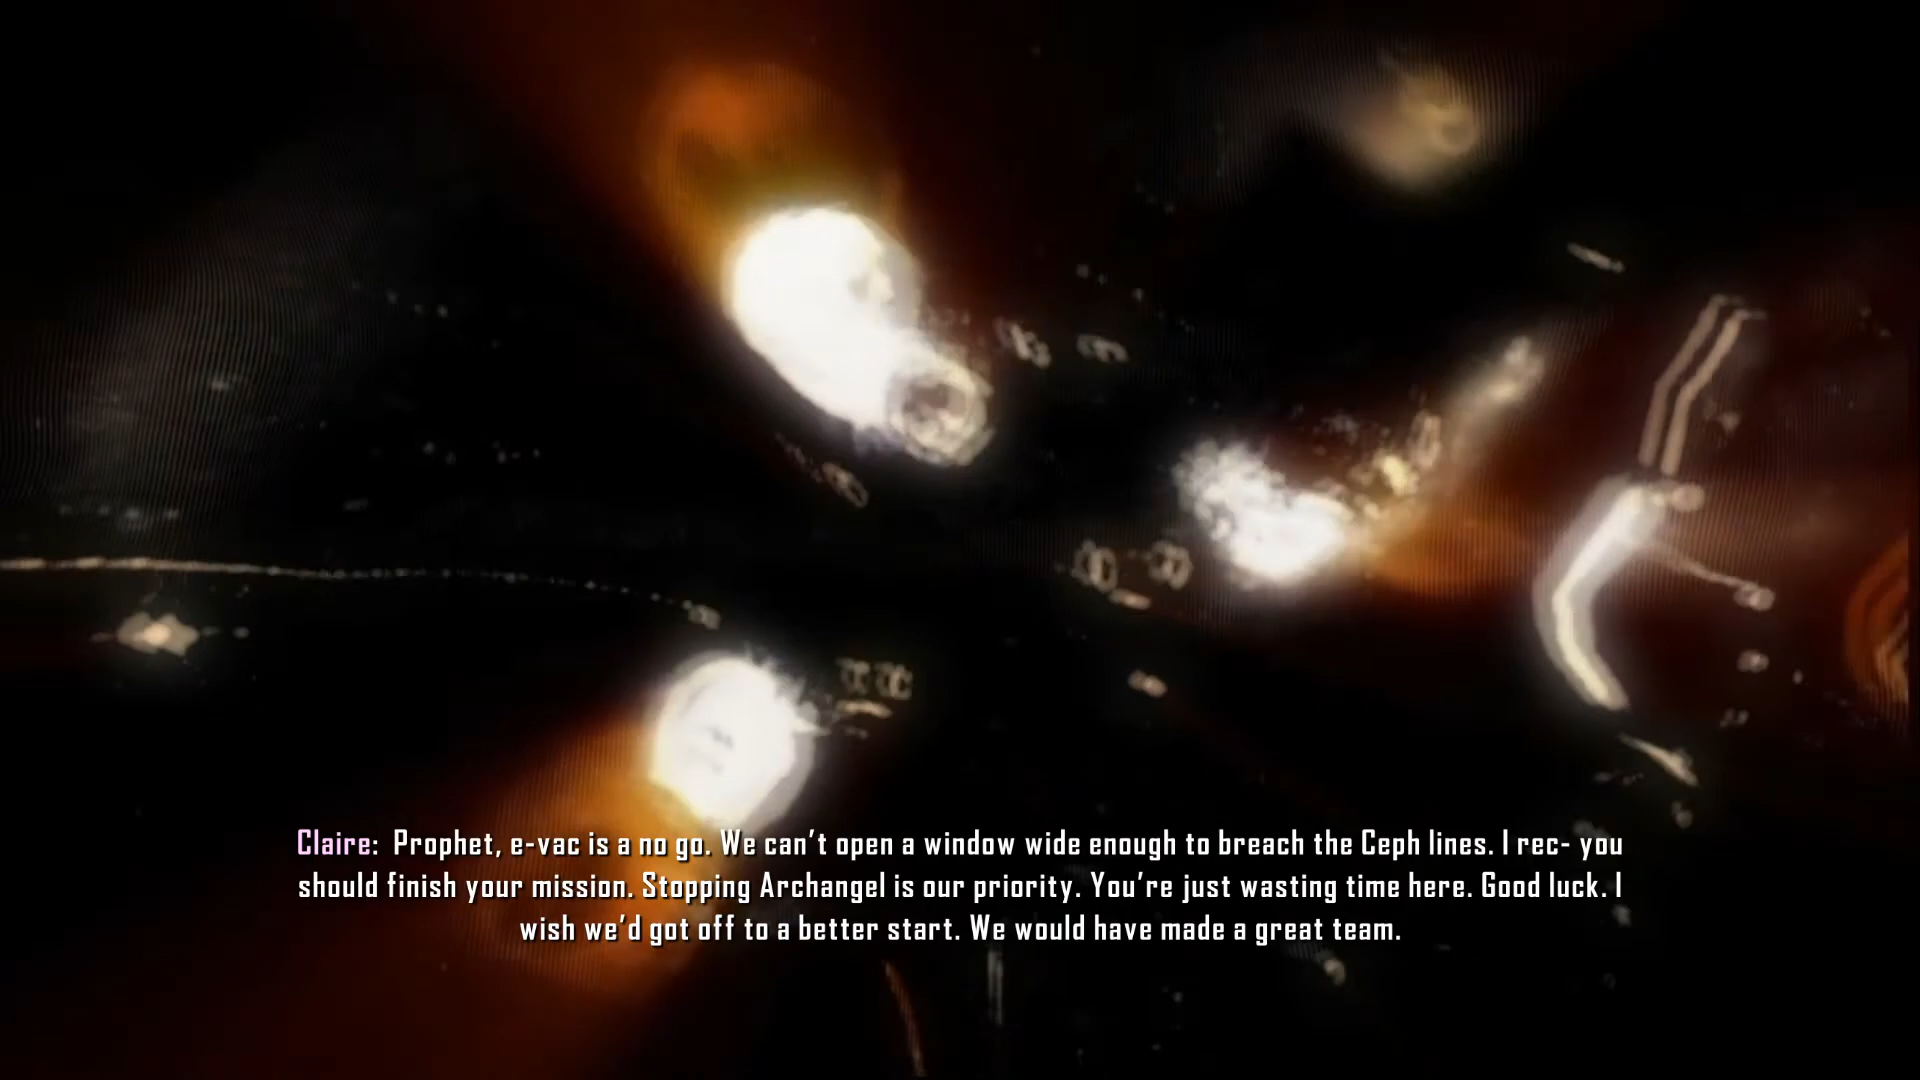 Claire: Prophet, e-vac is a no go. We can't open a window wide enough to breach the Ceph lines. I rec- you
should finish your mission. Stopping Archangel is our priority. You're just wasting time here. Good luck. I
wish we'd got off to a better start. We would have made a great team.